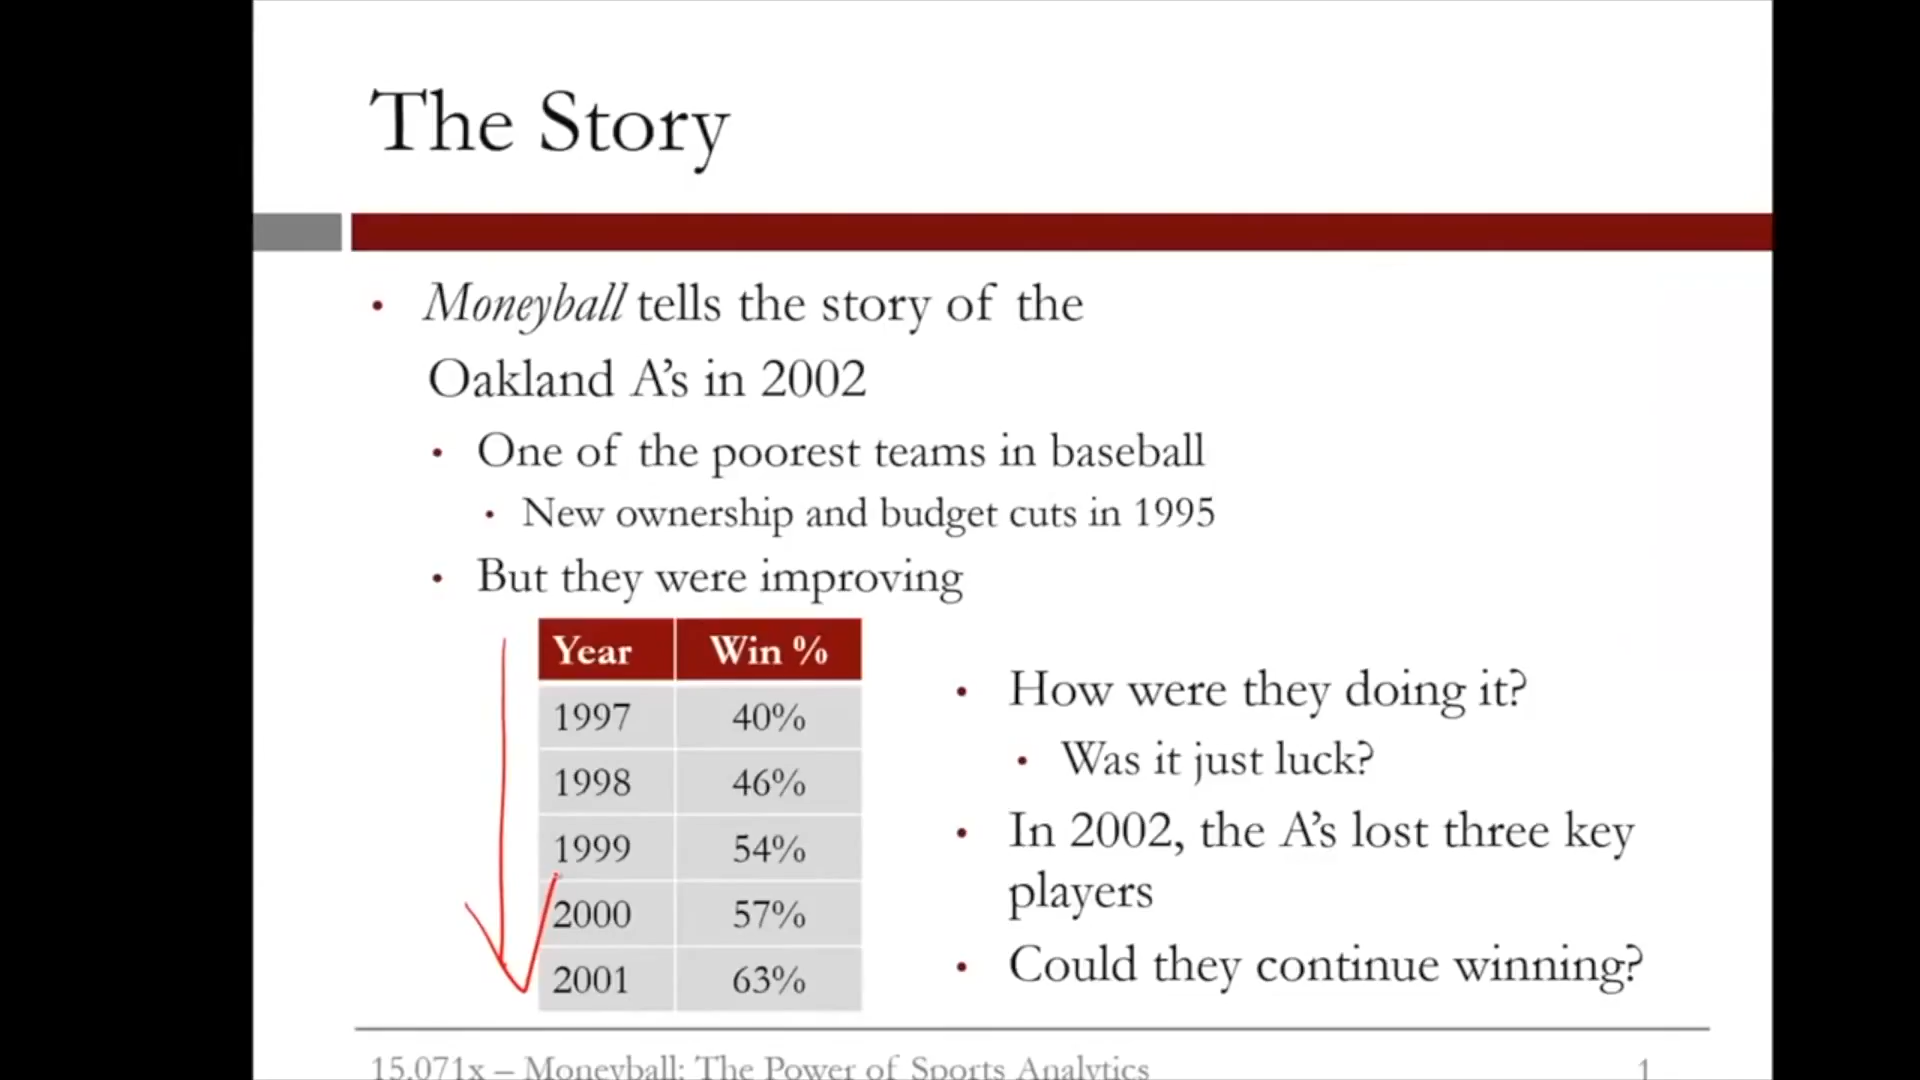 The Story
• Moneyball tells the story of the
Oakland A's in 2002
• One of the poorest teams in baseball
• New ownership and budget cuts in 1995
• But they were improving
Year Win %
1997 40%
1998 46%
1999 54%
2000 57%
2001 63%
• How were they doing it?
• Was it just luck?
• In 2002, the A's lost three key
players
• Could they continue winning?
15.071x – Moneyball: The Power of Sports Analytics 1